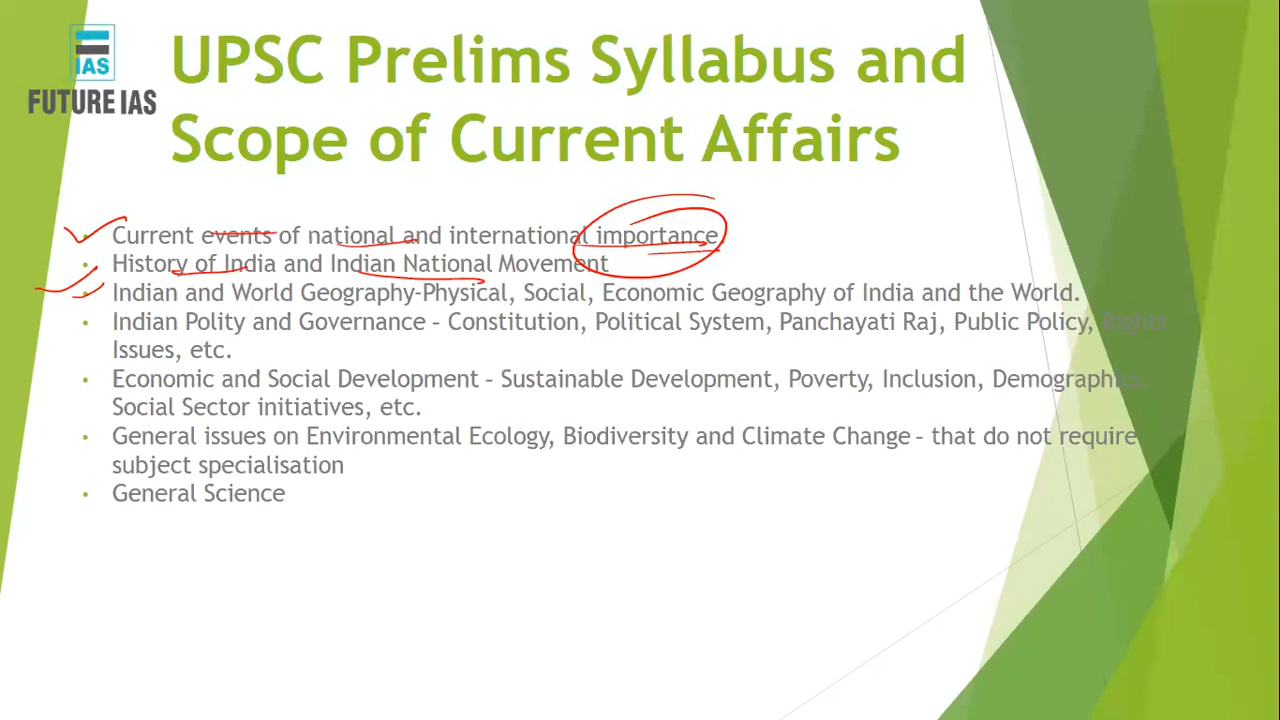 IAS
FUTURE IAS
UPSC Prelims Syllabus and
Scope of Current Affairs
• Current events of national and international importance.
• History of India and Indian National Movement
• Indian and World Geography-Physical, Social, Economic Geography of India and the World.
• Indian Polity and Governance – Constitution, Political System, Panchayati Raj, Public Policy, Rights
Issues, etc.
• Economic and Social Development – Sustainable Development, Poverty, Inclusion, Demographics,
Social Sector initiatives, etc.
• General issues on Environmental Ecology, Biodiversity and Climate Change – that do not require
subject specialisation
• General Science